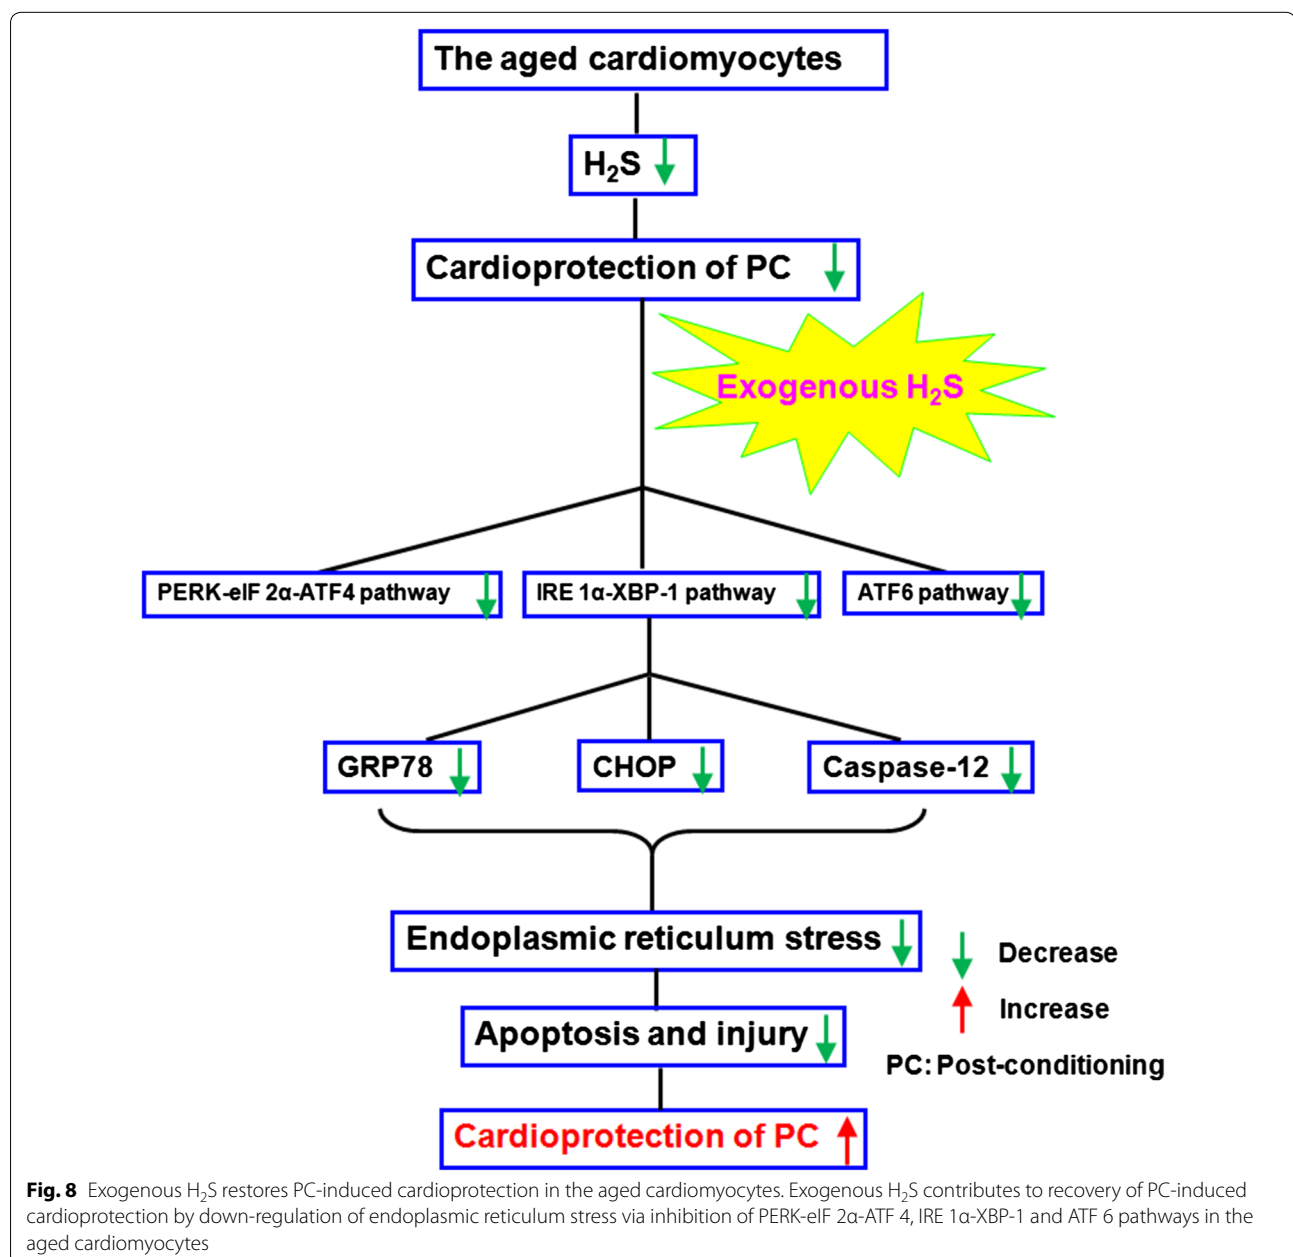 The aged cardiomyocytes
H₂S
Cardioprotection of PC
Exogenous H₂S
PERK-eIF 2α-ATF4 pathway
IRE 1α-XBP-1 pathway
ATF6 pathway
GRP78
CHOP
Caspase-12
Endoplasmic reticulum stress
Decrease
Increase
Apoptosis and injury
PC: Post-conditioning
Cardioprotection of PC
Fig. 8 Exogenous H₂S restores PC-induced cardioprotection in the aged cardiomyocytes. Exogenous H₂S contributes to recovery of PC-induced
cardioprotection by down-regulation of endoplasmic reticulum stress via inhibition of PERK-eIF 2α-ATF 4, IRE 1α-XBP-1 and ATF 6 pathways in the
aged cardiomyocytes